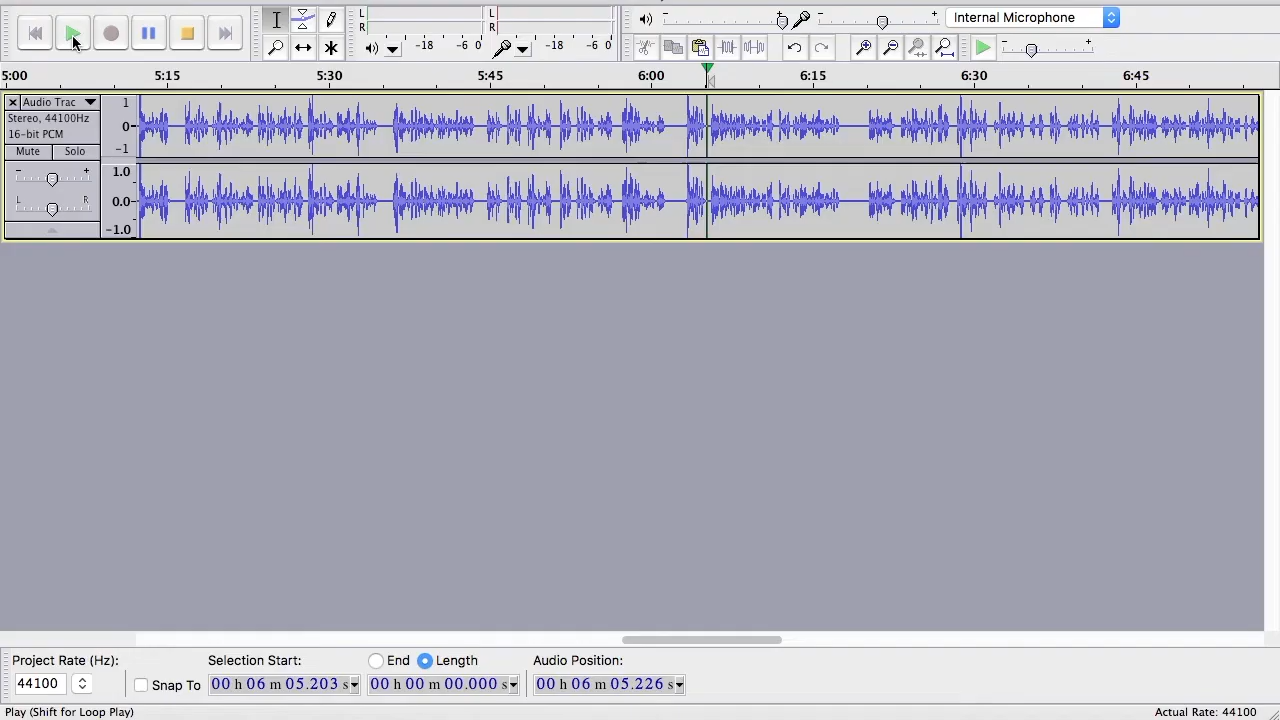 L
R
-18 -6 0
L
R
-18 -6 0
- +
- +
Internal Microphone
- +
5:00 5:15 5:30 5:45 6:00 6:15 6:30 6:45
Audio Trac
Stereo, 44100Hz
16-bit PCM
Mute Solo
- +
L R
1
0-
-1
1.0
0.0-
-1.0
Project Rate (Hz):
44100
Selection Start:
End
Length
Audio Position:
Snap To
00 h 06 m 05.203 s
00 h 00 m 00.000 s
00 h 06 m 05.226 s
Play (Shift for Loop Play)
Actual Rate: 44100